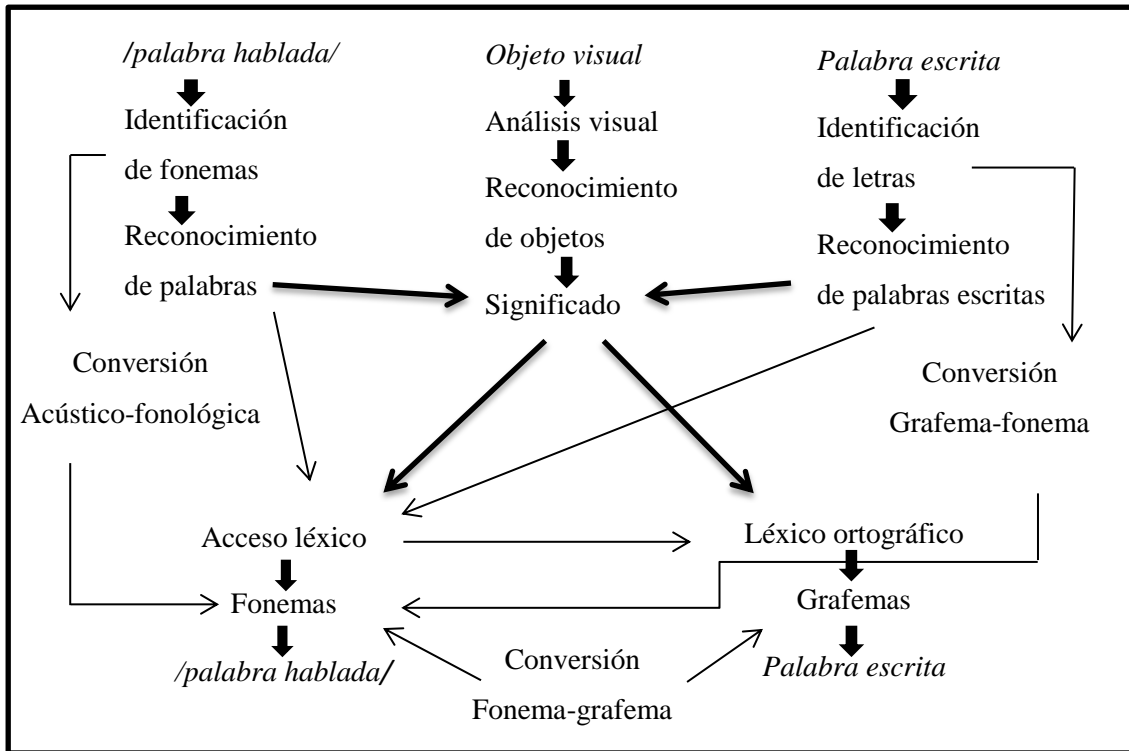 /palabra hablada/
Identificación
de fonemas
Reconocimiento
de palabras
Conversión
Acústico-fonológica
Objeto visual
Análisis visual
Reconocimiento
de objetos
Significado
Palabra escrita
Identificación
de letras
Reconocimiento
de palabras escritas
Conversión
Grafema-fonema
Acceso léxico
Fonemas
/palabra hablada/
Léxico ortográfico
Grafemas
Palabra escrita
Conversión
Fonema-grafema